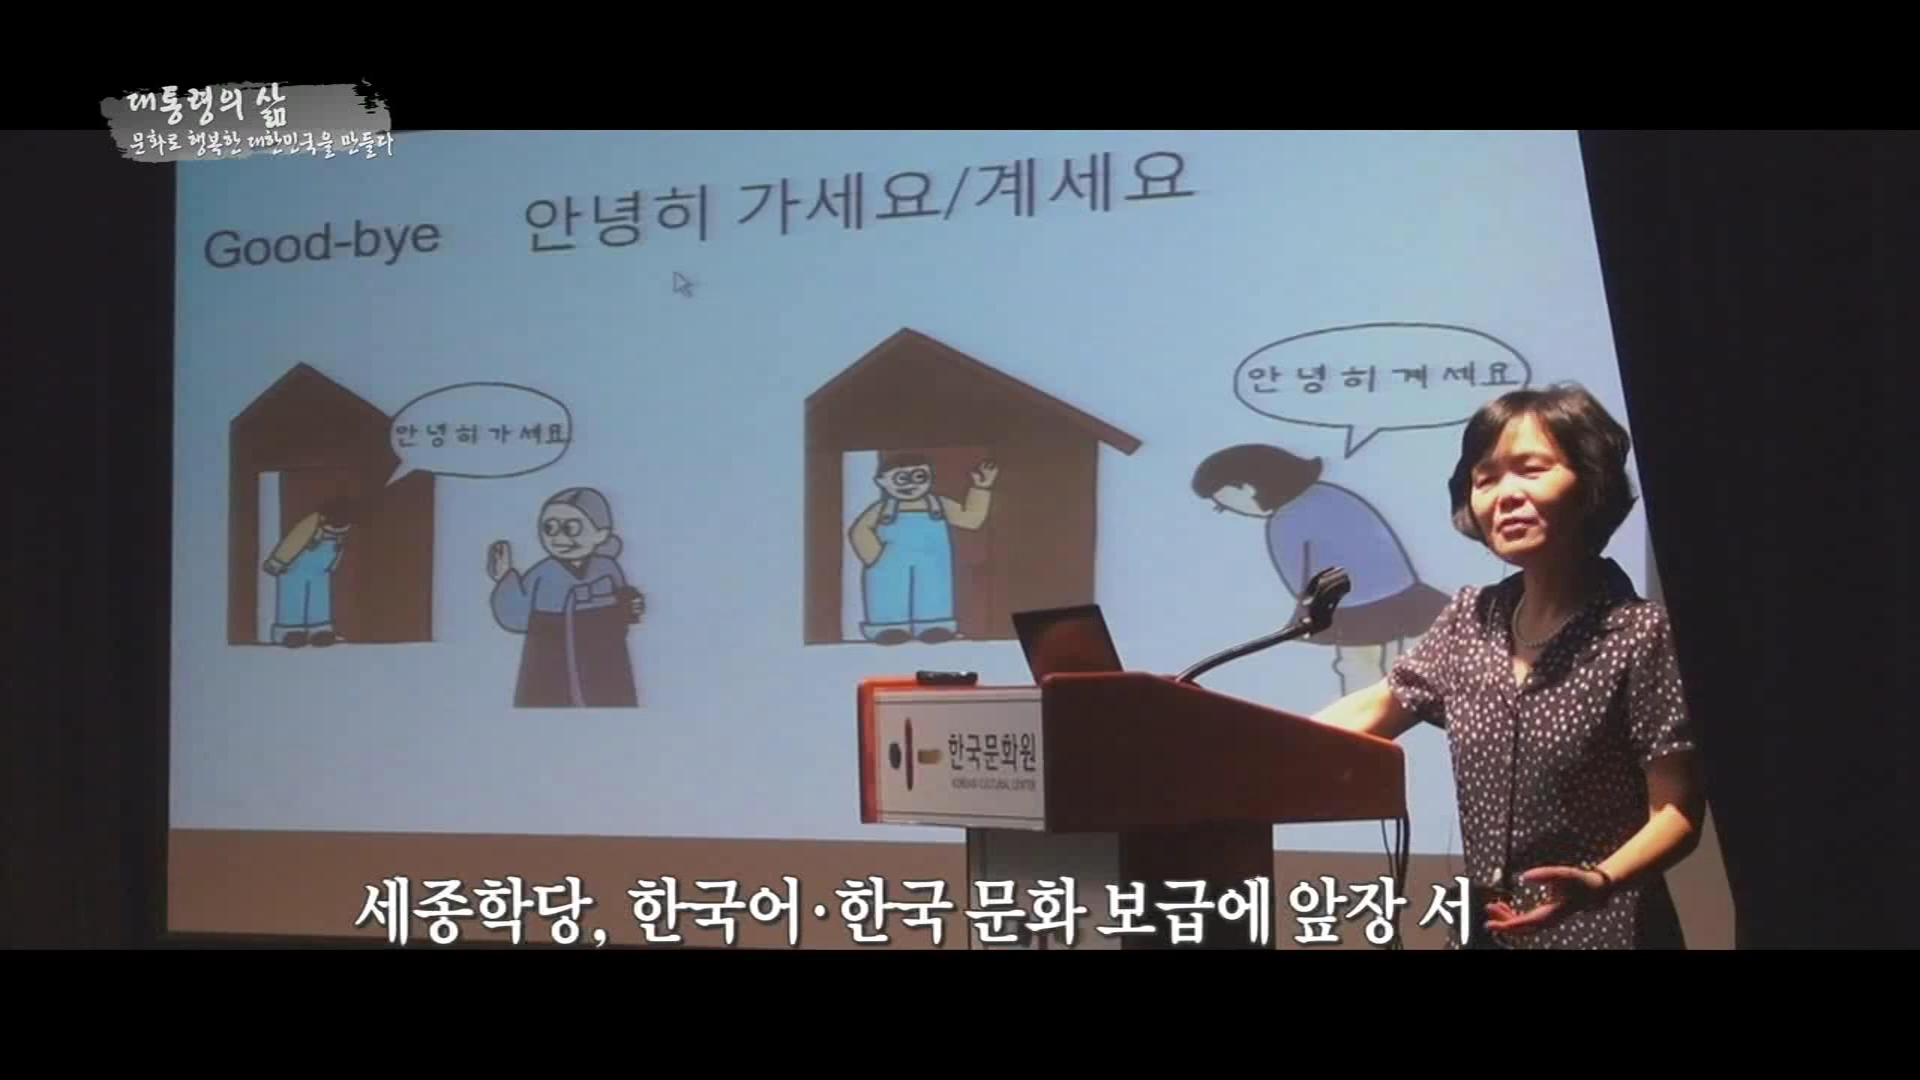 대통령의 삶
문화로 행복한 대한민국을 만들다
Good-bye 안녕히 가세요/계세요
안녕히 가세요
안녕히 계세요
한국문화원
KOREAN CULTURAL CENTER
세종학당, 한국어·한국 문화 보급에 앞장 서